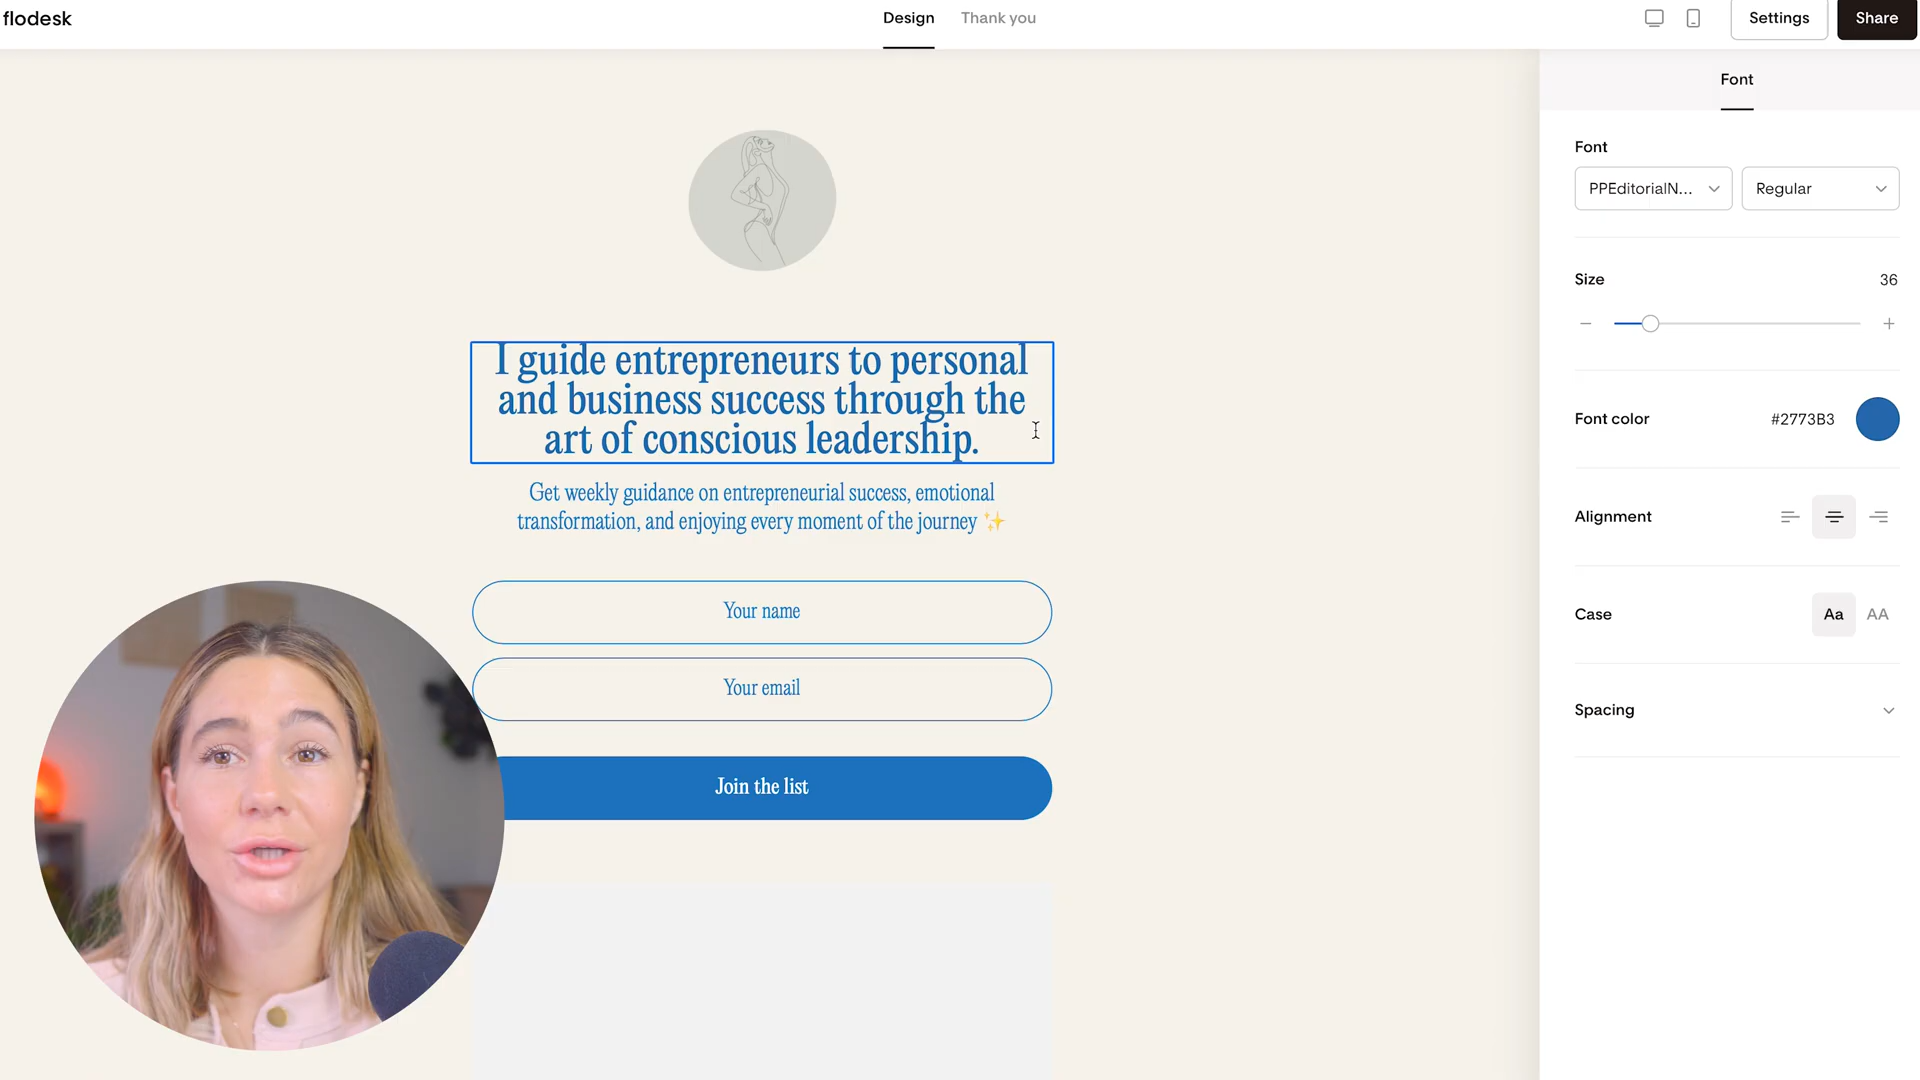 flodesk
Design
Thank you
Settings
Share
Font
Font
PPEditorialN...
Regular
Size
36
Font color
#2773B3
Alignment
Case
Aa
AA
Spacing
I guide entrepreneurs to personal
and business success through the
art of conscious leadership.
Get weekly guidance on entrepreneurial success, emotional
transformation, and enjoying every moment of the journey ✨
Your name
Your email
Join the list